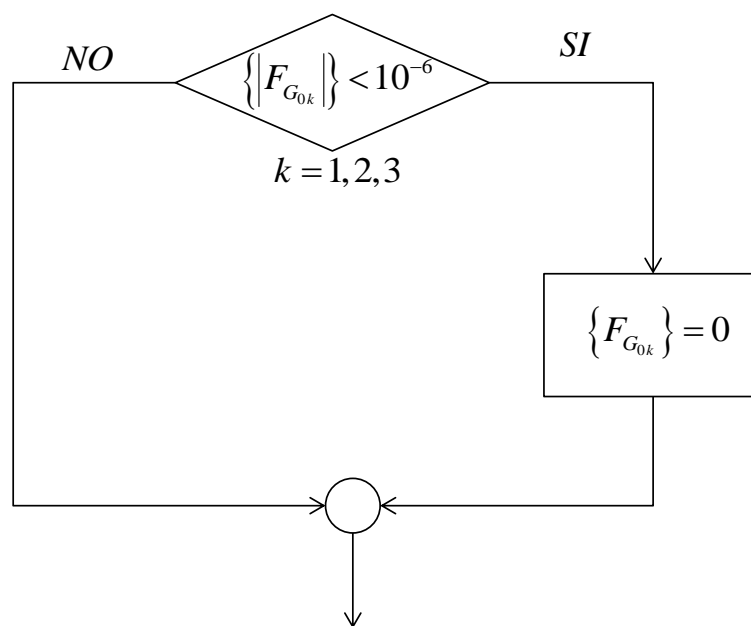 NO
SI
{|F_{G_{0k}}|} < 10^{-6}
k = 1, 2, 3
{F_{G_{0k}}} = 0